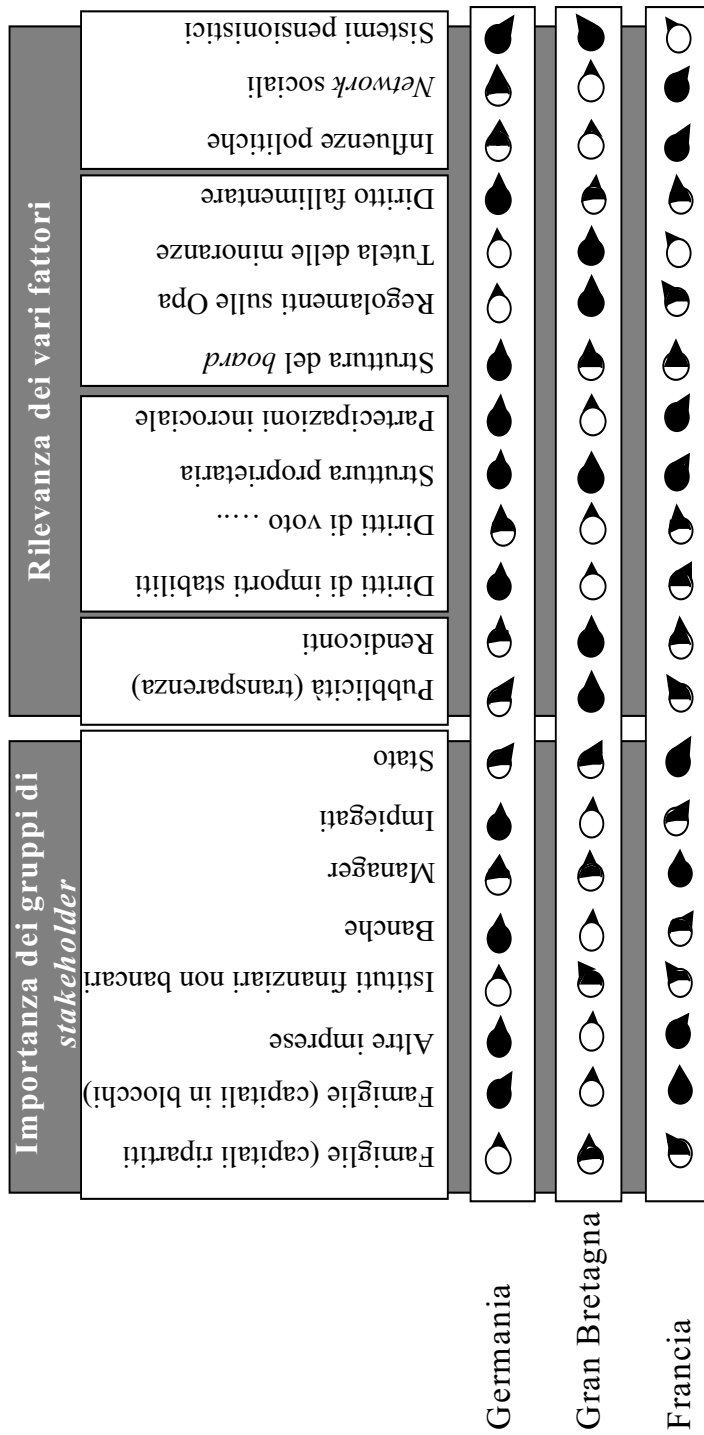 Importanza dei gruppi di
stakeholder
Rilevanza dei vari fattori
Famiglie (capitali ripartiti
Famiglie (capitali in blocchi)
Altre imprese
Istituti finanziari non bancari
Banche
Manager
Impiegati
Stato
Pubblicità (transparenza)
Rendiconti
Diritti di importi stabiliti
Diritti di voto .....
Struttura proprietaria
Partecipazioni incrociale
Struttura del board
Regolamenti sulle Opa
Tutela delle minoranze
Diritto fallimentare
Influenze politiche
Network sociali
Sistemi pensionistici
Germania
Gran Bretagna
Francia